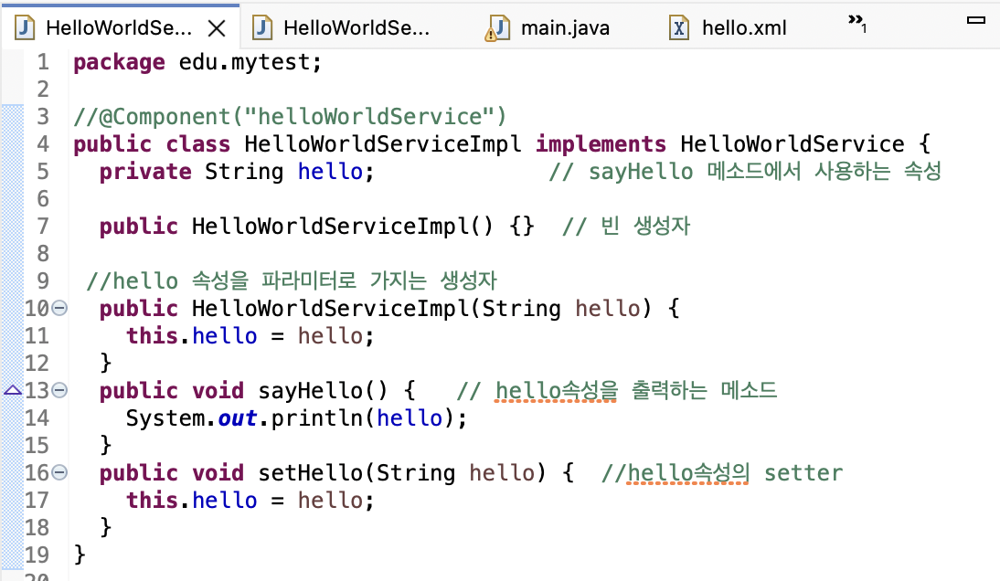 HelloWorldSe... HelloWorldSe... main.java hello.xml »1
1 package edu.mytest;
2
3 //@Component("helloWorldService")
4 public class HelloWorldServiceImpl implements HelloWorldService {
5 private String hello; // sayHello 메소드에서 사용하는 속성
6
7 public HelloWorldServiceImpl() {} // 빈 생성자
8
9 //hello 속성을 파라미터로 가지는 생성자
10 public HelloWorldServiceImpl(String hello) {
11 this.hello = hello;
12 }
13 public void sayHello() { // hello속성을 출력하는 메소드
14 System.out.println(hello);
15 }
16 public void setHello(String hello) { //hello속성의 setter
17 this.hello = hello;
18 }
19 }
20